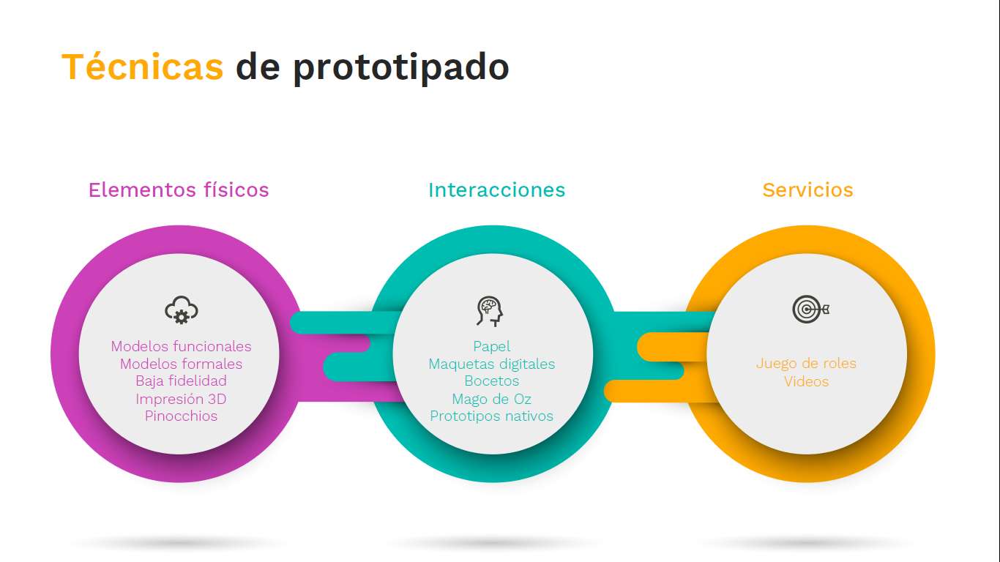 Técnicas de prototipado
Elementos físicos
Modelos funcionales
Modelos formales
Baja fidelidad
Impresión 3D
Pinocchios
Interacciones
Papel
Maquetas digitales
Bocetos
Mago de Oz
Prototipos nativos
Servicios
Juego de roles
Videos